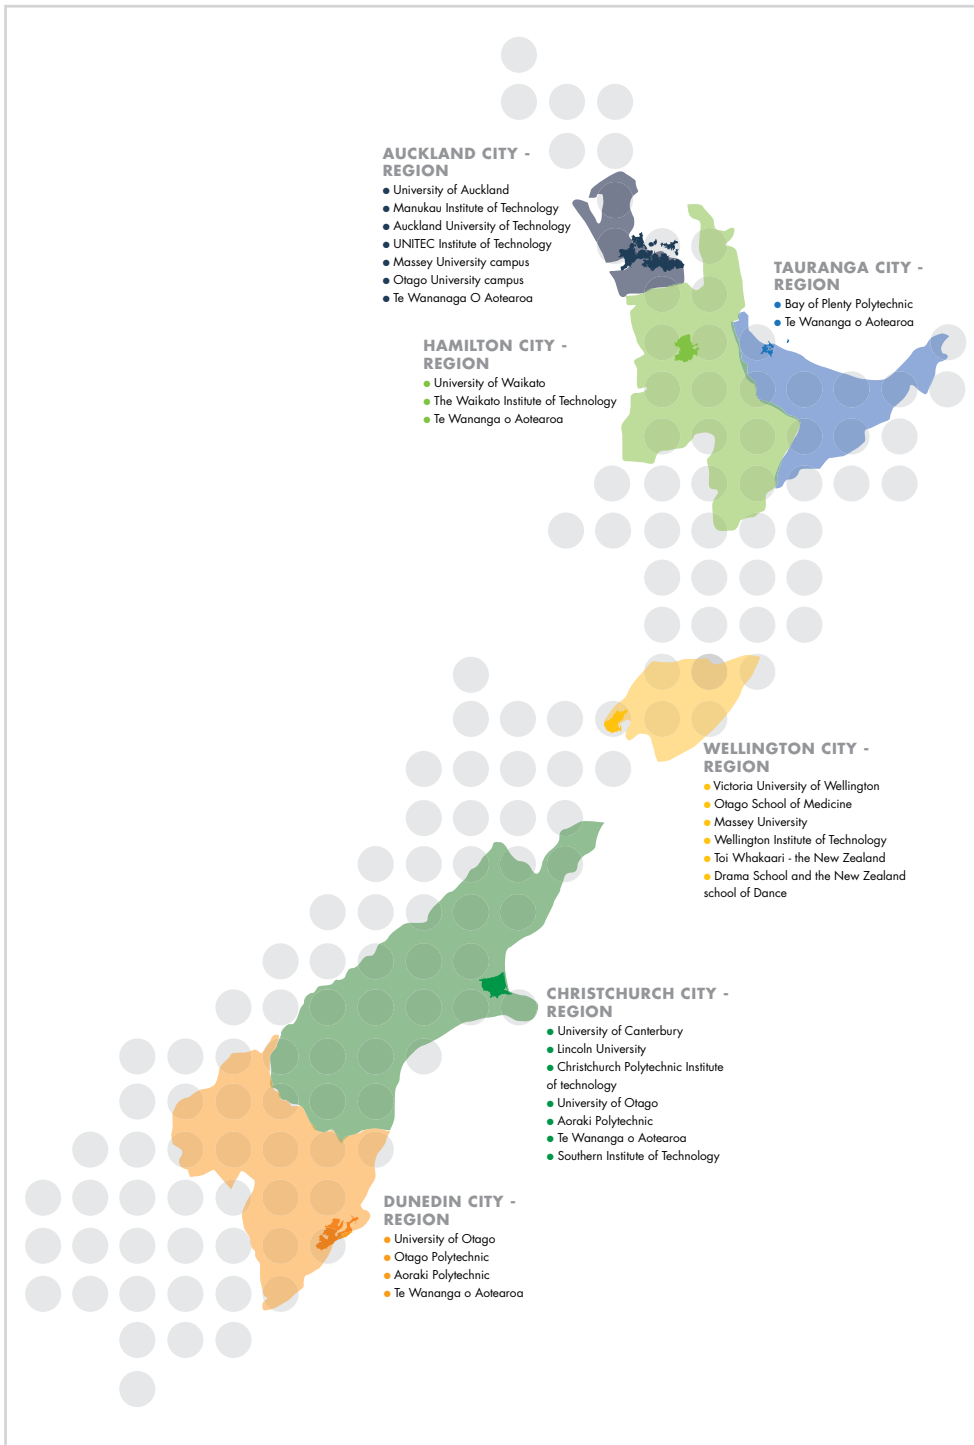 AUCKLAND CITY -
REGION
● University of Auckland
● Manukau Institute of Technology
● Auckland University of Technology
● UNITEC Institute of Technology
● Massey University campus
● Otago University campus
● Te Wananaga O Aotearoa
TAURANGA CITY -
REGION
● Bay of Plenty Polytechnic
● Te Wananga o Aotearoa
HAMILTON CITY -
REGION
● University of Waikato
● The Waikato Institute of Technology
● Te Wananga o Aotearoa
WELLINGTON CITY -
REGION
● Victoria University of Wellington
● Otago School of Medicine
● Massey University
● Wellington Institute of Technology
● Toi Whakaari - the New Zealand
● Drama School and the New Zealand
school of Dance
CHRISTCHURCH CITY -
REGION
● University of Canterbury
● Lincoln University
● Christchurch Polytechnic Institute
of technology
● University of Otago
● Aoraki Polytechnic
● Te Wananga o Aotearoa
● Southern Institute of Technology
DUNEDIN CITY -
REGION
● University of Otago
● Otago Polytechnic
● Aoraki Polytechnic
● Te Wananga o Aotearoa